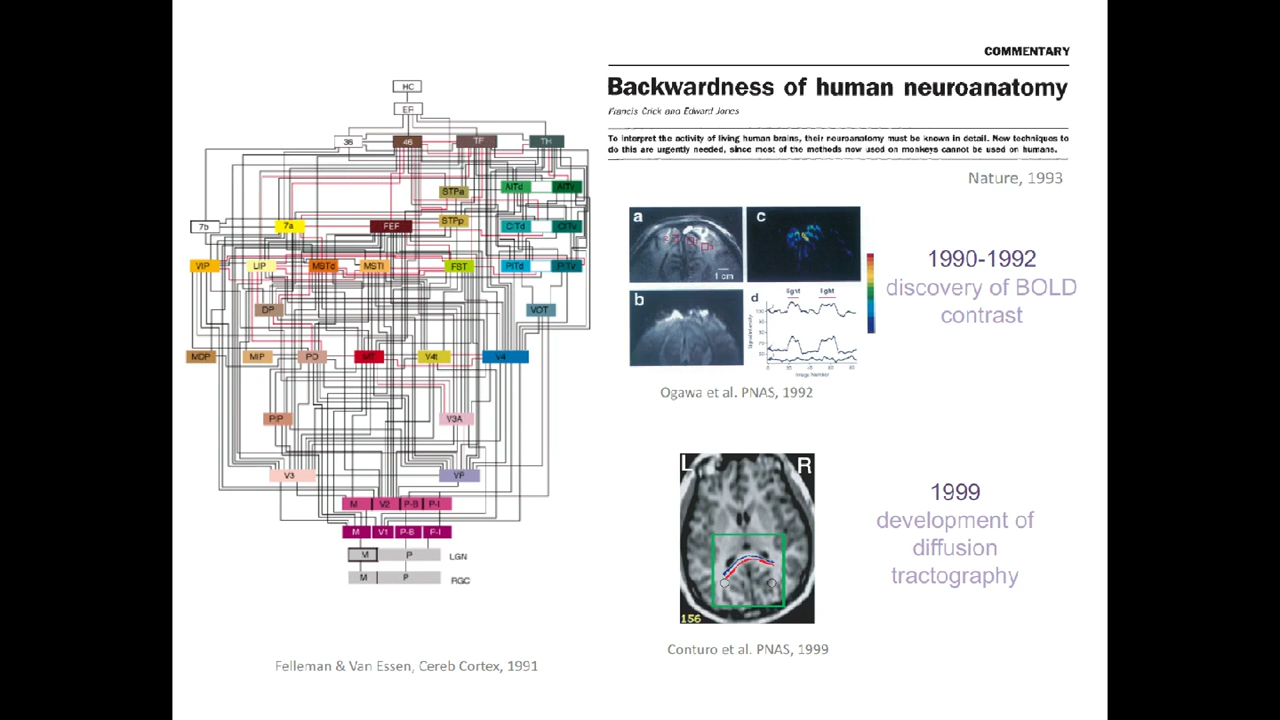 HC
ER
36 46 TF TH
STPa AITd AITv
7b 7a FEF STPp CITd CITv
VIP LIP MSTd MSTl FST PITd PITv
DP VOT
MDP MIP PO MT V4t V4
PIP V3A
V3 VP
M V2 P-B P-I
M V1 P-B P-I
M P LGN
M P RGC
Felleman & Van Essen, Cereb Cortex, 1991
COMMENTARY
Backwardness of human neuroanatomy
Francis Crick and Edward Jones
To interpret the activity of living human brains, their neuroanatomy must be known in detail. New techniques to
do this are urgently needed, since most of the methods now used on monkeys cannot be used on humans.
Nature, 1993
a c
1 cm
b d
light light
Signal Intensity
Image Number
Ogawa et al. PNAS, 1992
1990-1992
discovery of BOLD
contrast
L R
156
Conturo et al. PNAS, 1999
1999
development of
diffusion
tractography